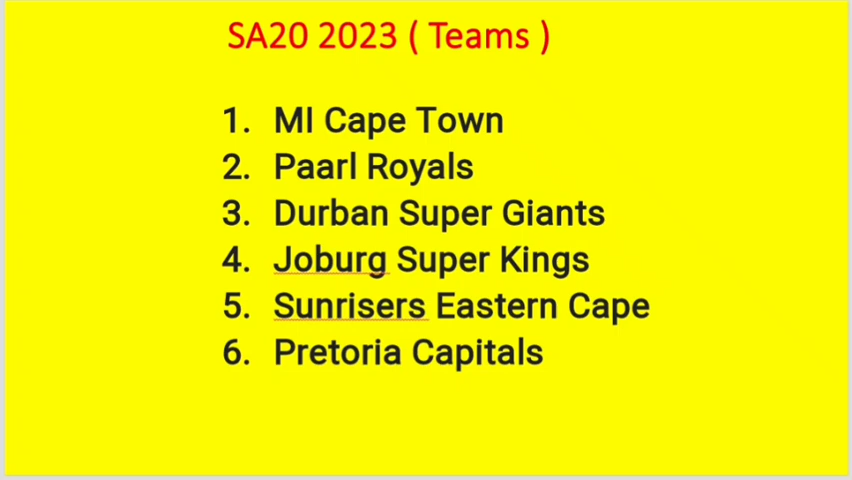 SA20 2023 ( Teams )
1. MI Cape Town
2. Paarl Royals
3. Durban Super Giants
4. Joburg Super Kings
5. Sunrisers Eastern Cape
6. Pretoria Capitals